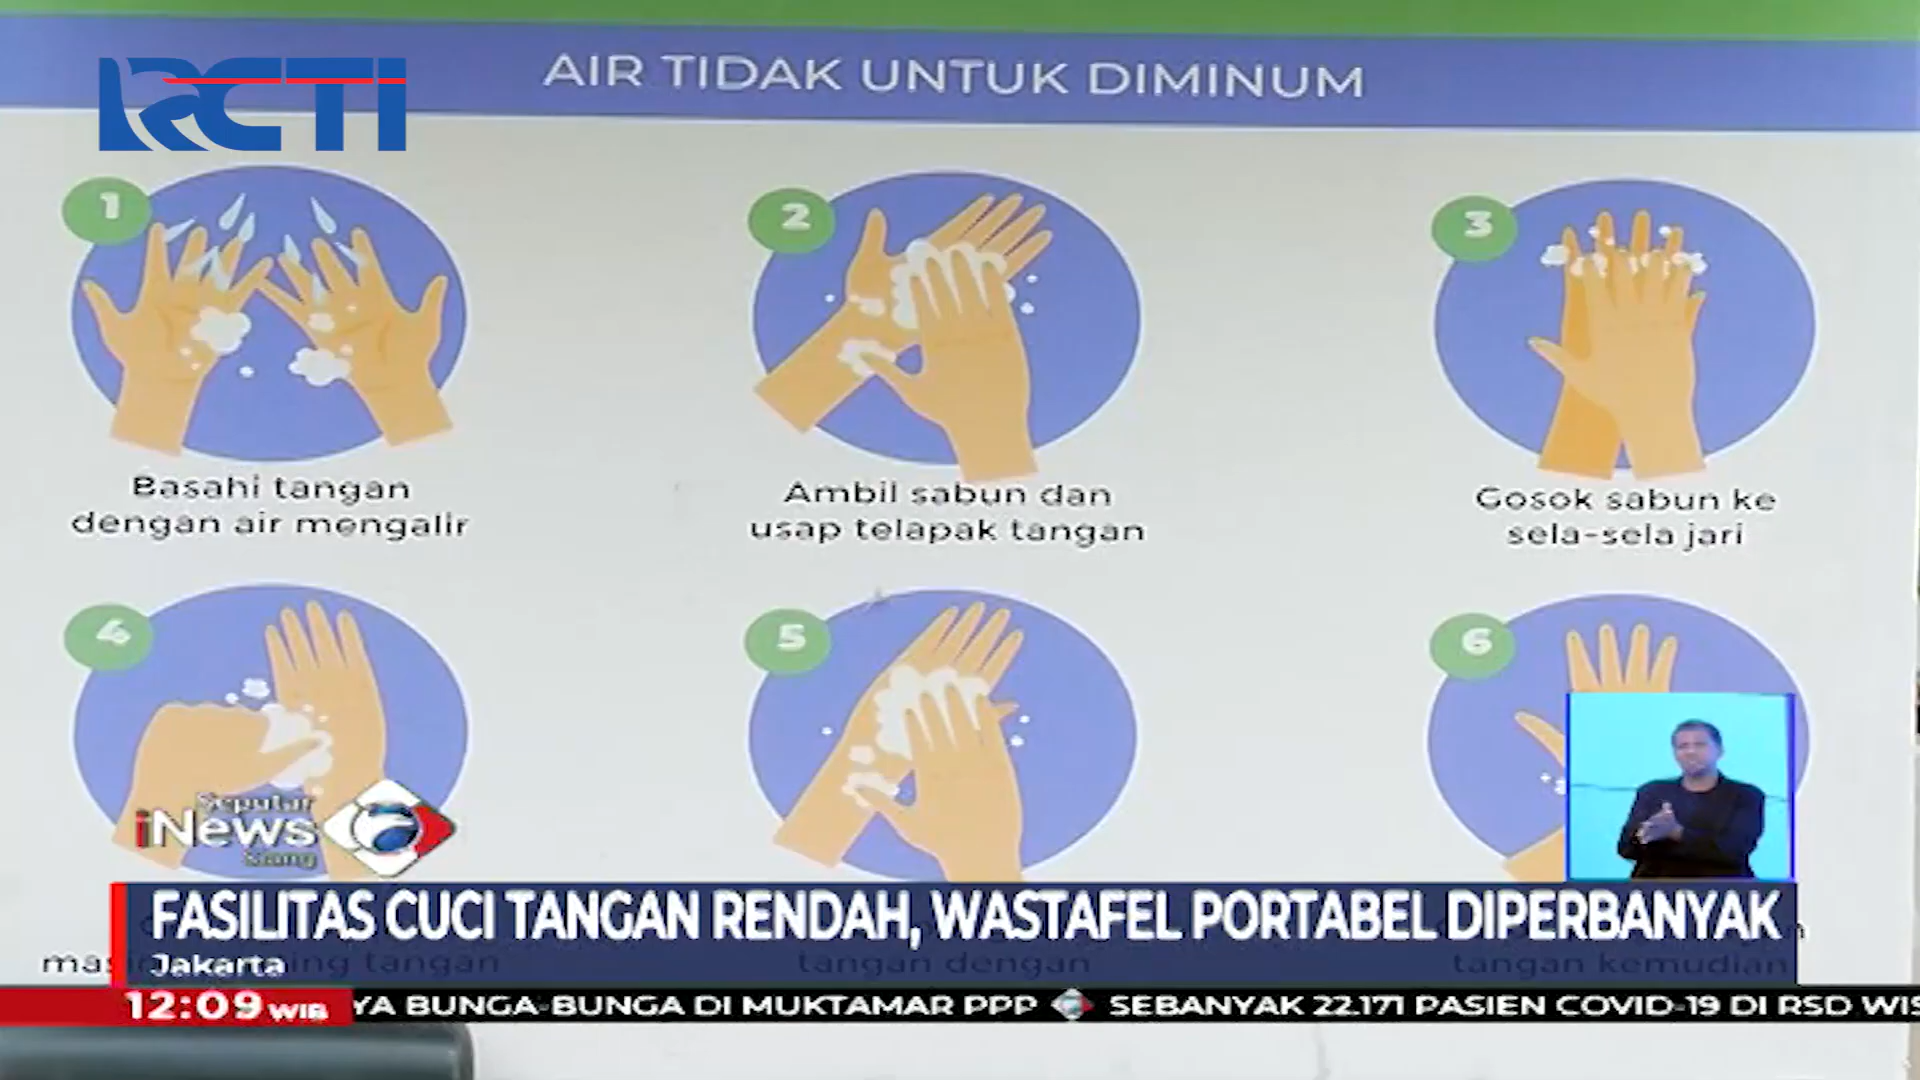 AIR TIDAK UNTUK DIMINUM
RCTI
1
2
3
Basahi tangan
dengan air mengalir
Ambil sabun dan
usap telapak tangan
Gosok sabun ke
sela-sela jari
4
5
6
Seputar
iNews
Siang
FASILITAS CUCI TANGAN RENDAH, WASTAFEL PORTABEL DIPERBANYAK
Jakarta
tangan
tangan dengan
tangan kemudian
12:09 WIB
YA BUNGA-BUNGA DI MUKTAMAR PPP
SEBANYAK 22.171 PASIEN COVID-19 DI RSD WIS